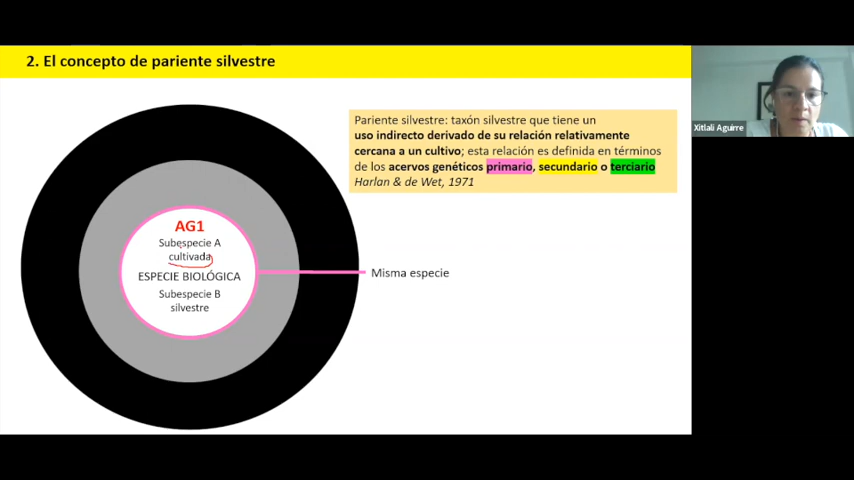 2. El concepto de pariente silvestre
Pariente silvestre: taxón silvestre que tiene un
uso indirecto derivado de su relación relativamente
cercana a un cultivo; esta relación es definida en términos
de los acervos genéticos primario, secundario o terciario
Harlan & de Wet, 1971
Xitlali Aguirre
AG1
Subespecie A
cultivada
ESPECIE BIOLÓGICA
Subespecie B
silvestre
Misma especie